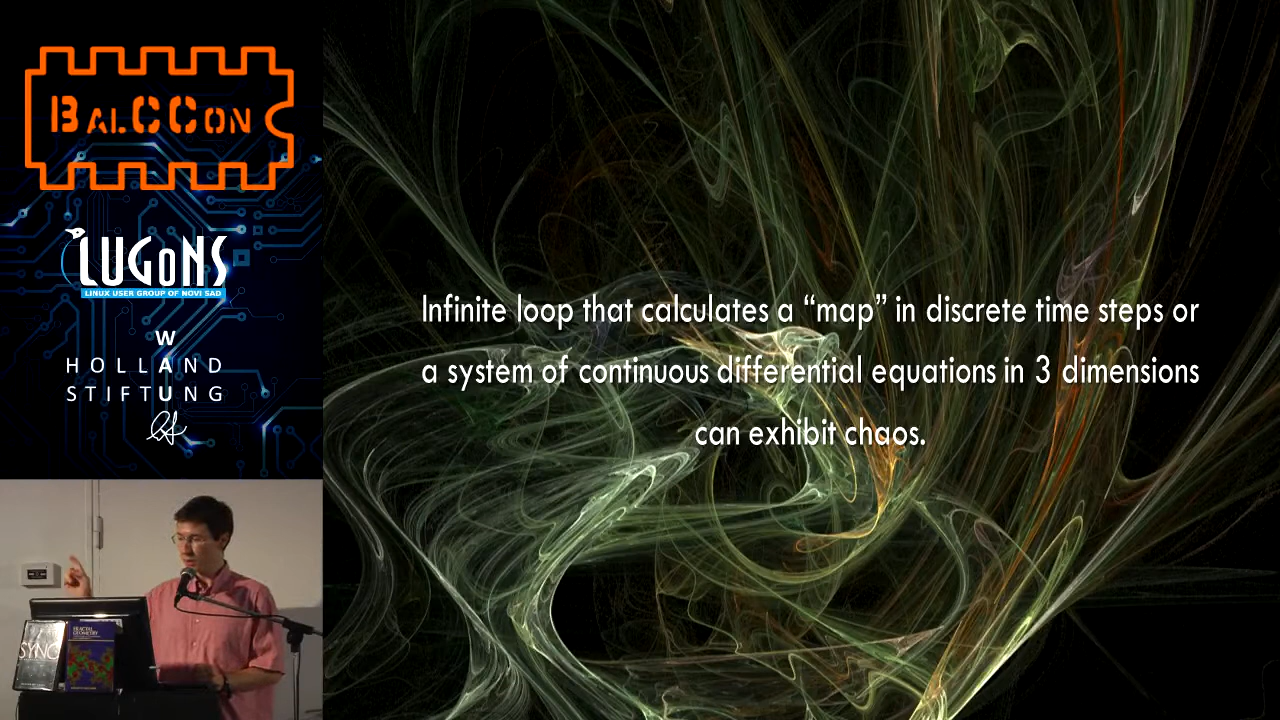 BALCCON
LUGONS
LINUX USER GROUP OF NOVI SAD
W
HOLLAND
STIFTUNG
Infinite loop that calculates a “map” in discrete time steps or
a system of continuous differential equations in 3 dimensions
can exhibit chaos.
SYNC
FRACTAL
GEOMETRY